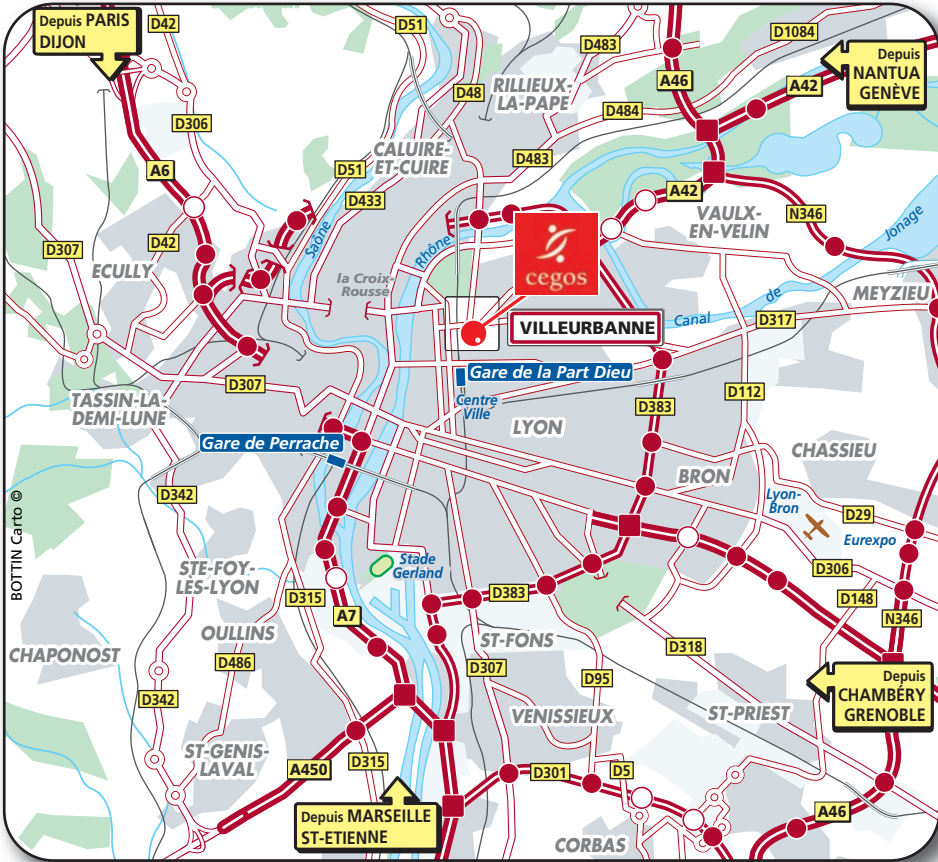 Depuis PARIS
DIJON
D42
D51
D483
D1084
Depuis
NANTUA
GENÈVE
A46
A42
D48
RILLIEUX-
LA-PAPE
D484
D306
CALUIRE-
ET-CUIRE
D483
A6
D51
A42
D433
VAULX-
EN-VELIN
N346
Jonage
D307
D42
Saône
Rhône
cegos
ECULLY
la Croix-
Rousse
de
MEYZIEU
Canal
D317
VILLEURBANNE
Gare de la Part Dieu
D307
D112
TASSIN-LA-
DEMI-LUNE
Centre
Ville
D383
LYON
Gare de Perrache
CHASSIEU
BRON
D342
Lyon-
Bron
D29
Eurexpo
BOTTIN Carto ©
Stade
Gerland
STE-FOY-
LÈS-LYON
D306
D315
D383
D148
A7
N346
OULLINS
ST-FONS
D318
CHAPONOST
D486
D307
D95
Depuis
CHAMBÉRY
GRENOBLE
D342
VENISSIEUX
ST-PRIEST
ST-GENIS-
LAVAL
A450
D315
D301
D5
Depuis MARSEILLE
ST-ETIENNE
A46
CORBAS